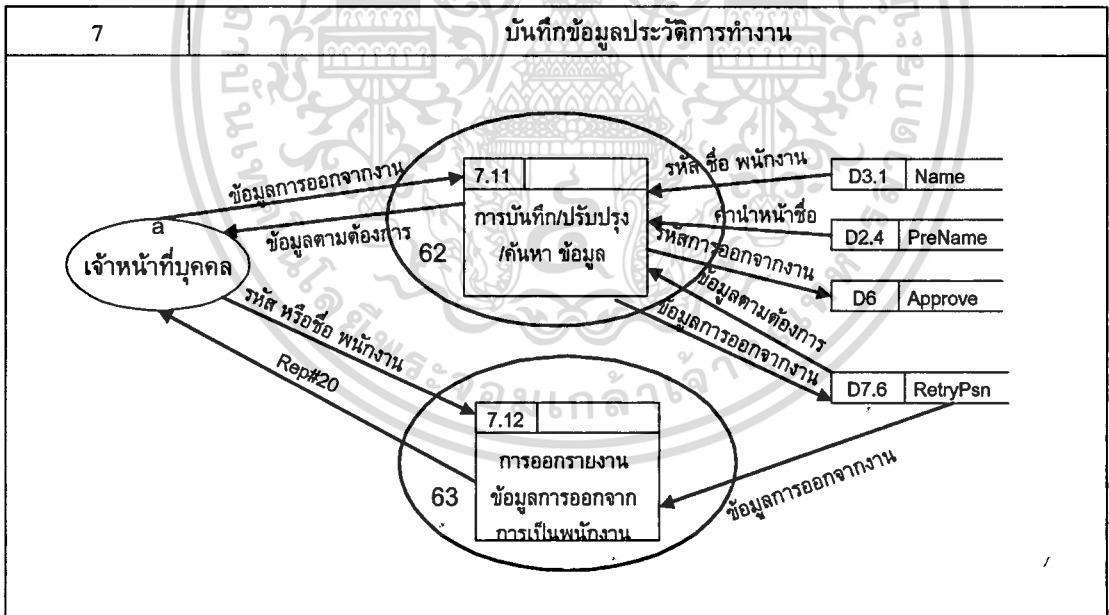 7
บันทึกข้อมูลประวัติการทำงาน
ข้อมูลการออกจากงาน
7.11
รหัส ชื่อ พนักงาน
D3.1 Name
a
ข้อมูลตามต้องการ
การบันทึก/ปรับปรุง
/ค้นหา ข้อมูล
62
คำนำหน้าชื่อ
D2.4 PreName
เจ้าหน้าที่บุคคล
รหัสการออกจากงาน
D6 Approve
ข้อมูลตามต้องการ
ข้อมูลการออกจากงาน
D7.6 RetryPsn
รหัส หรือชื่อ พนักงาน
Rep#20
7.12
การออกรายงาน
ข้อมูลการออกจาก
การเป็นพนักงาน
63
ข้อมูลการออกจากงาน